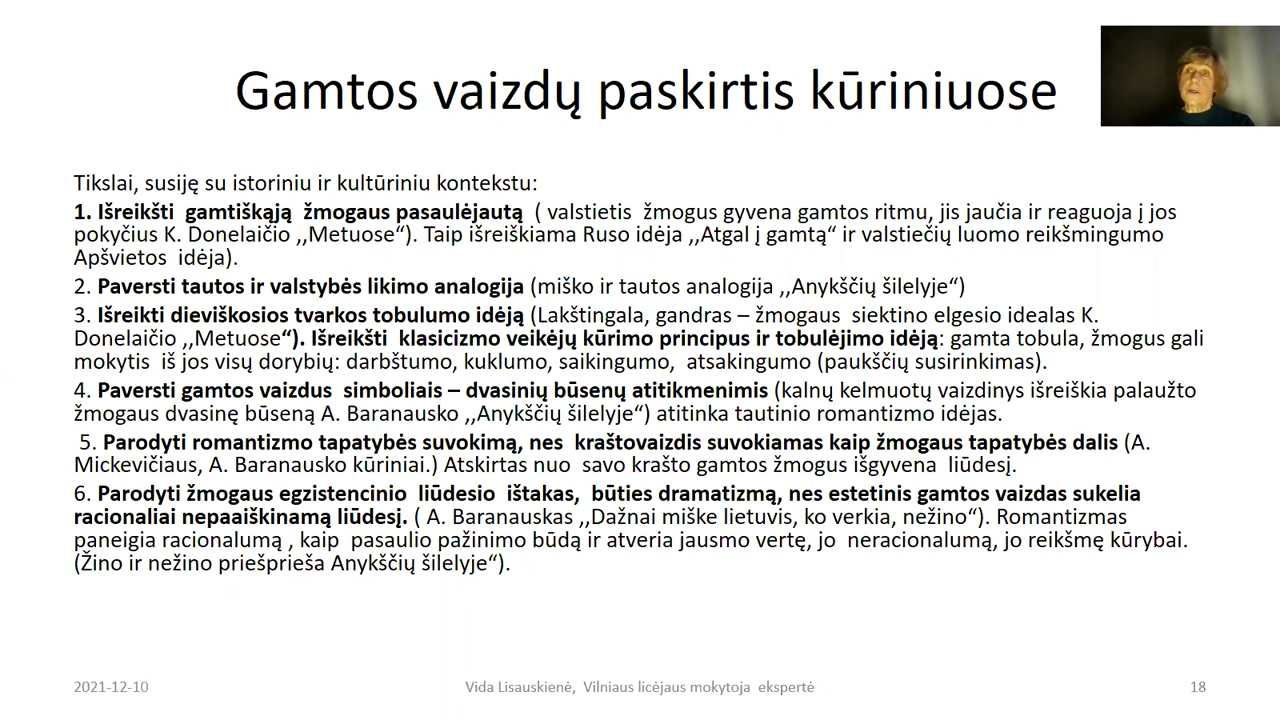 Gamtos vaizdų paskirtis kūriniuose
Tikslai, susiję su istoriniu ir kultūriniu kontekstu:
1. Išreikšti gamtiškąją žmogaus pasaulėjautą ( valstietis žmogus gyvena gamtos ritmu, jis jaučia ir reaguoja į jos
pokyčius K. Donelaičio ,,Metuose“). Taip išreiškiama Ruso idėja ,,Atgal į gamtą“ ir valstiečių luomo reikšmingumo
Apšvietos idėja).
2. Paversti tautos ir valstybės likimo analogija (miško ir tautos analogija ,,Anykščių šilelyje“)
3. Išreikti dieviškosios tvarkos tobulumo idėją (Lakštingala, gandras – žmogaus siektino elgesio idealas K.
Donelaičio ,,Metuose“). Išreikšti klasicizmo veikėjų kūrimo principus ir tobulėjimo idėją: gamta tobula, žmogus gali
mokytis iš jos visų dorybių: darbštumo, kuklumo, saikingumo, atsakingumo (paukščių susirinkimas).
4. Paversti gamtos vaizdus simboliais – dvasinių būsenų atitikmenimis (kalnų kelmuotų vaizdinys išreiškia palaužto
žmogaus dvasinę būseną A. Baranausko ,,Anykščių šilelyje“) atitinka tautinio romantizmo idėjas.
5. Parodyti romantizmo tapatybės suvokimą, nes kraštovaizdis suvokiamas kaip žmogaus tapatybės dalis (A.
Mickevičiaus, A. Baranausko kūriniai.) Atskirtas nuo savo krašto gamtos žmogus išgyvena liūdesį.
6. Parodyti žmogaus egzistencinio liūdesio ištakas, būties dramatizmą, nes estetinis gamtos vaizdas sukelia
racionaliai nepaaiškinamą liūdesį. ( A. Baranauskas ,,Dažnai miške lietuvis, ko verkia, nežino“). Romantizmas
paneigia racionalumą , kaip pasaulio pažinimo būdą ir atveria jausmo vertę, jo neracionalumą, jo reikšmę kūrybai.
(Žino ir nežino priešprieša Anykščių šilelyje“).
2021-12-10
Vida Lisauskienė, Vilniaus licėjaus mokytoja ekspertė
18